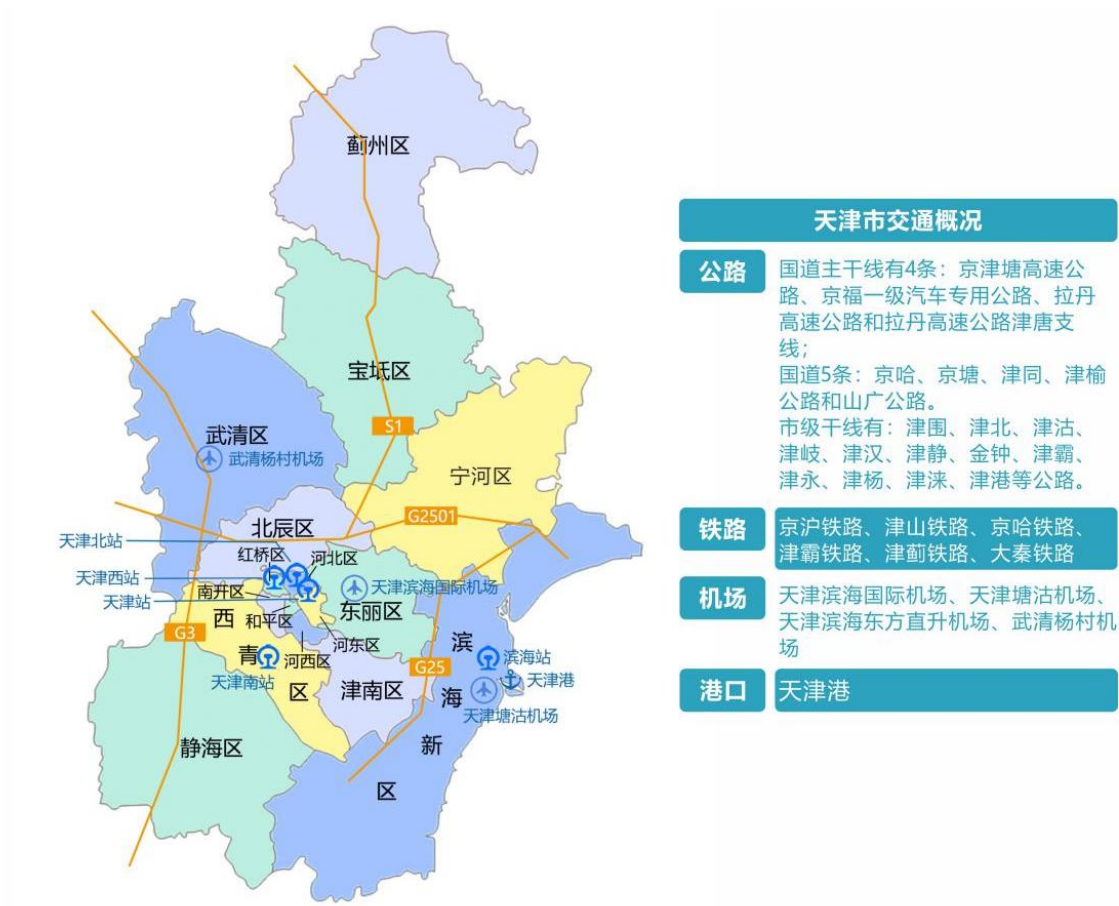 蓟州区
宝坻区
S1
武清区
武清杨村机场
宁河区
G2501
北辰区
天津北站
红桥区
河北区
天津西站
天津滨海国际机场
南开区
天津站
东丽区
西
和平区
G3
河东区
滨
青
河西区
G25
滨海站
天津南站
区
津南区
海
天津港
天津塘沽机场
静海区
新
区
天津市交通概况
公路
国道主干线有4条：京津塘高速公
路、京福一级汽车专用公路、拉丹
高速公路和拉丹高速公路津唐支
线；
国道5条：京哈、京塘、津同、津榆
公路和山广公路。
市级干线有：津围、津北、津沽、
津岐、津汉、津静、金钟、津霸、
津永、津杨、津涞、津港等公路。
铁路
京沪铁路、津山铁路、京哈铁路、
津霸铁路、津蓟铁路、大秦铁路
机场
天津滨海国际机场、天津塘沽机场、
天津滨海东方直升机场、武清杨村机
场
港口
天津港